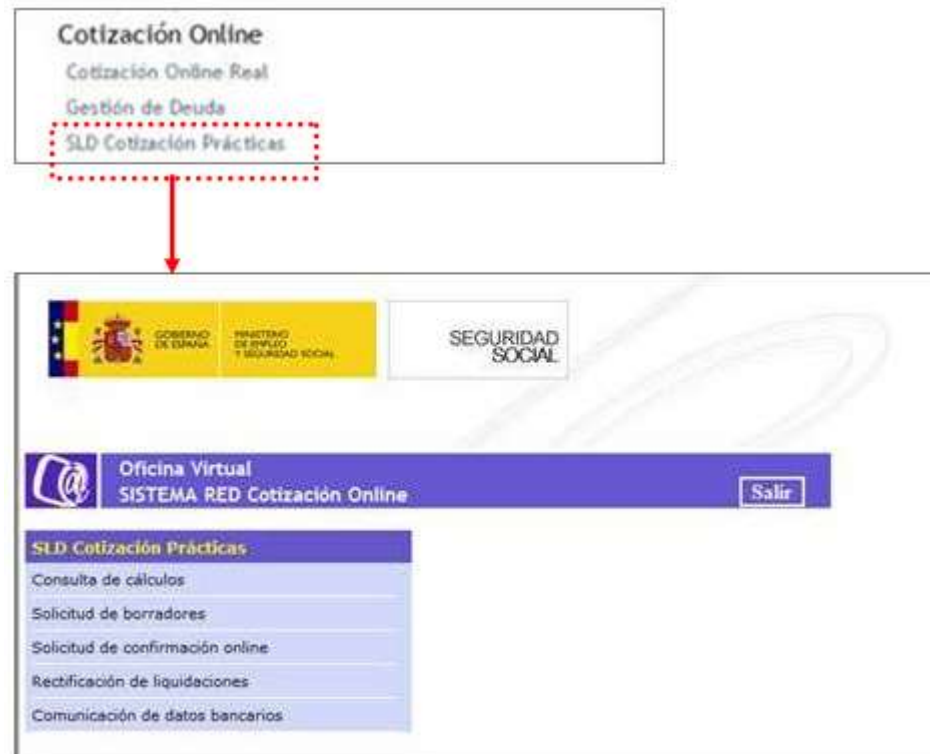 Cotización Online
Cotización Online Real
Gestión de Deuda
SLD Cotización Prácticas
GOBIERNO
DE ESPAÑA
MINISTERIO
DE EMPLEO
Y SEGURIDAD SOCIAL
SEGURIDAD
SOCIAL
Oficina Virtual
SISTEMA RED Cotización Online
Salir
SLD Cotización Prácticas
Consulta de cálculos
Solicitud de borradores
Solicitud de confirmación online
Rectificación de liquidaciones
Comunicación de datos bancarios